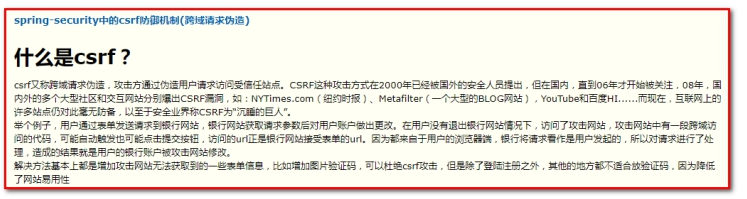 spring-security中的csrf防御机制(跨域请求伪造)
什么是csrf？
csrf又称跨域请求伪造，攻击方通过伪造用户请求访问受信任站点。CSRF这种攻击方式在2000年已经被国外的安全人员提出，但在国内，直到06年才开始被关注，08年，国
内外的多个大型社区和交互网站分别爆出CSRF漏洞，如：NYTimes.com（纽约时报）、Metafilter（一个大型的BLOG网站），YouTube和百度HI......而现在，互联网上的
许多站点仍对此毫无防备，以至于安全业界称CSRF为“沉睡的巨人”。
举个例子，用户通过表单发送请求到银行网站，银行网站获取请求参数后对用户账户做出更改。在用户没有退出银行网站情况下，访问了攻击网站，攻击网站中有一段跨域访
问的代码，可能自动触发也可能点击提交按钮，访问的url正是银行网站接受表单的url。因为都来自于用户的浏览器端，银行将请求看作是用户发起的，所以对请求进行了处
理，造成的结果就是用户的银行账户被攻击网站修改。
解决方法基本上都是增加攻击网站无法获取到的一些表单信息，比如增加图片验证码，可以杜绝csrf攻击，但是除了登陆注册之外，其他的地方都不适合放验证码，因为降低
了网站易用性